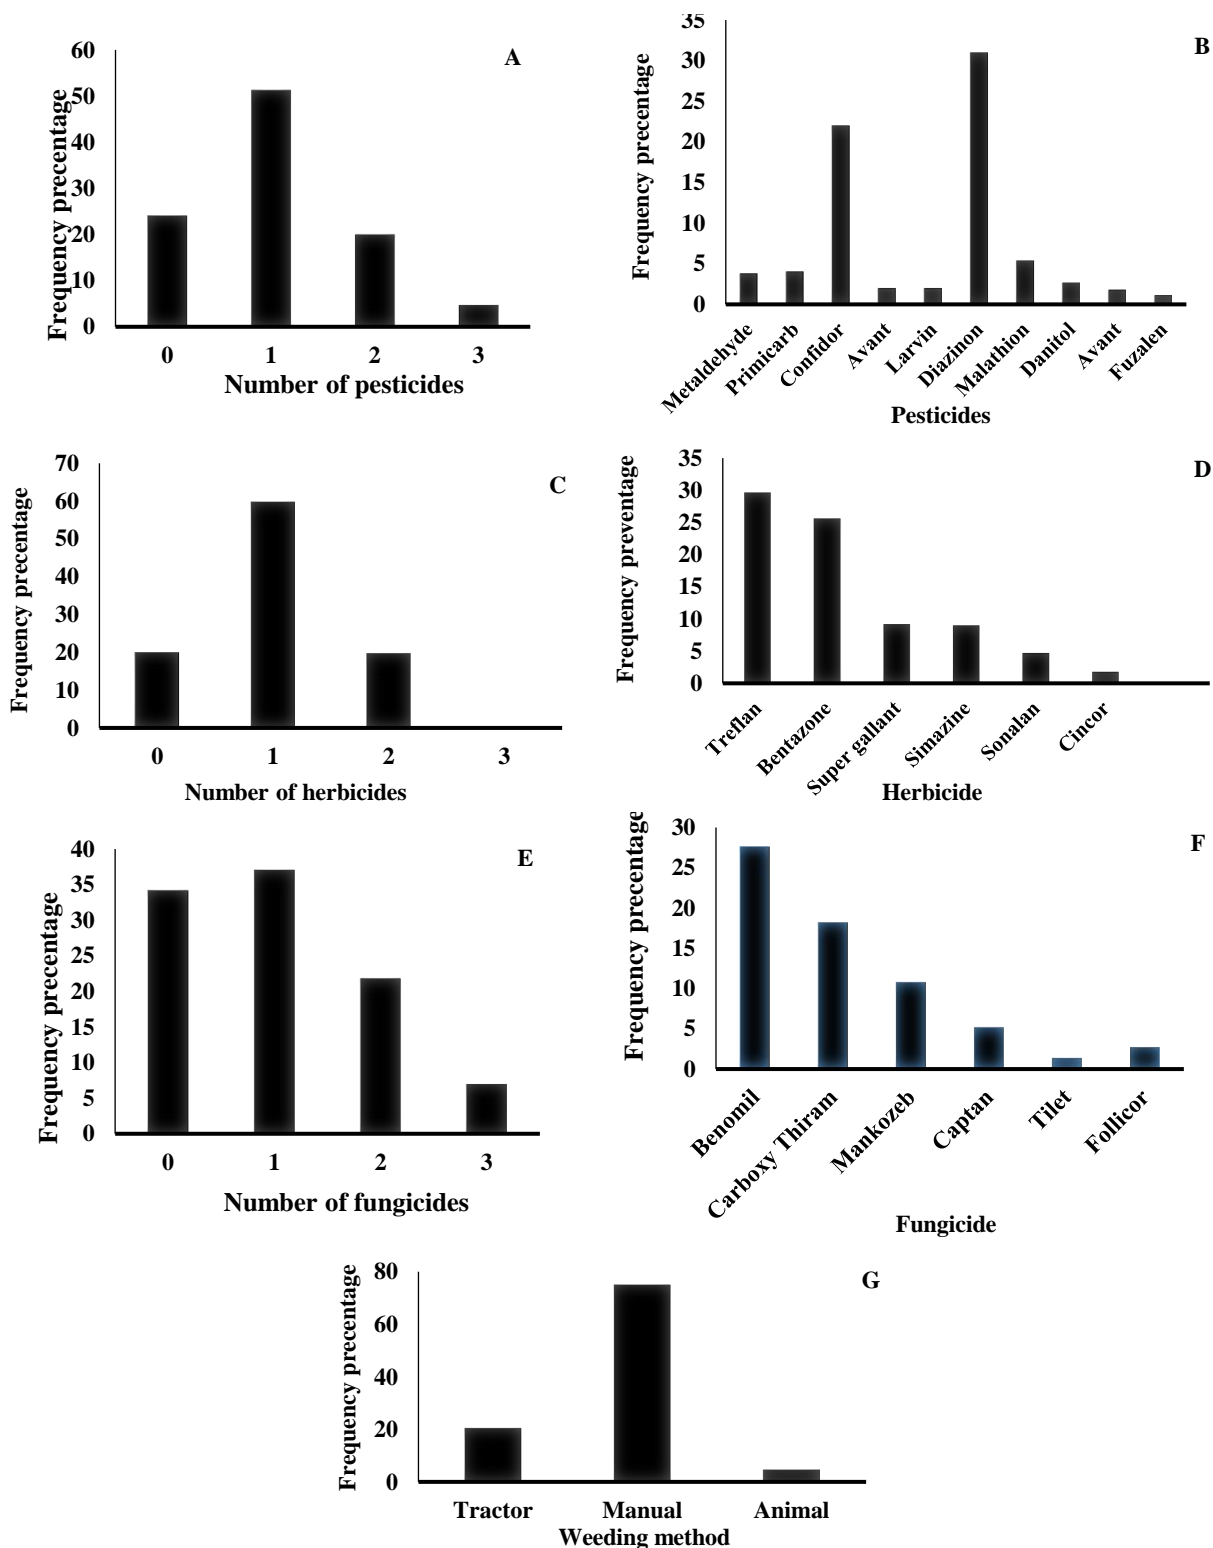 A
Frequency precentage
60
50
40
30
20
10
0
0 1 2 3
Number of pesticides
B
Frequency precentage
35
30
25
20
15
10
5
0
Metaldehyde
Primicarb
Confidor
Avant
Larvin
Diazinon
Malathion
Danitol
Avant
Fuzalen
Pesticides
C
Frequency precentage
70
60
50
40
30
20
10
0
0 1 2 3
Number of herbicides
D
Frequency preventage
35
30
25
20
15
10
5
0
Treflan
Bentazone
Super gallant
Simazine
Sonalan
Cincor
Herbicide
E
Frequency precentage
40
35
30
25
20
15
10
5
0
0 1 2 3
Number of fungicides
F
Frequency precentage
30
25
20
15
10
5
0
Benomil
Carboxy Thiram
Mankozeb
Captan
Tilet
Follicor
Fungicide
G
Frequency precentage
80
60
40
20
0
Tractor Manual Animal
Weeding method